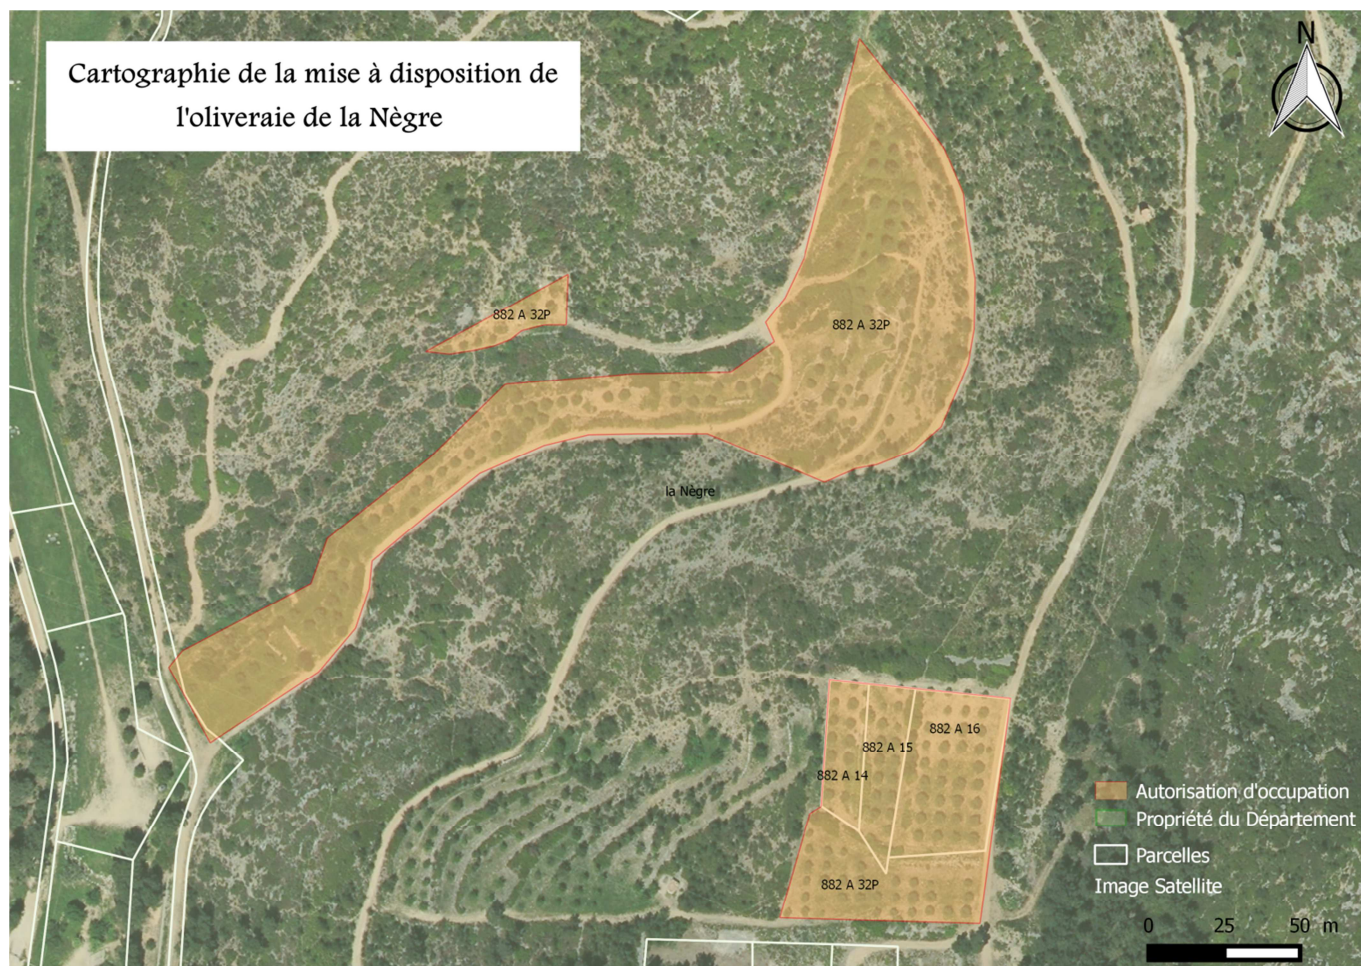 Cartographie de la mise à disposition de
l'oliveraie de la Nègre
N
882 A 32P
882 A 32P
la Nègre
882 A 16
882 A 15
882 A 14
882 A 32P
Autorisation d'occupation
Propriété du Département
Parcelles
Image Satellite
0 25 50 m